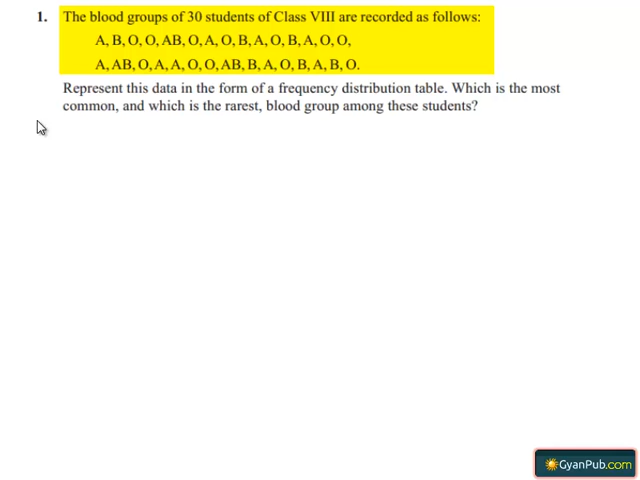 1. The blood groups of 30 students of Class VIII are recorded as follows:
A, B, O, O, AB, O, A, O, B, A, O, B, A, O, O,
A, AB, O, A, A, O, O, AB, B, A, O, B, A, B, O.
Represent this data in the form of a frequency distribution table. Which is the most
common, and which is the rarest, blood group among these students?
GyanPub.com